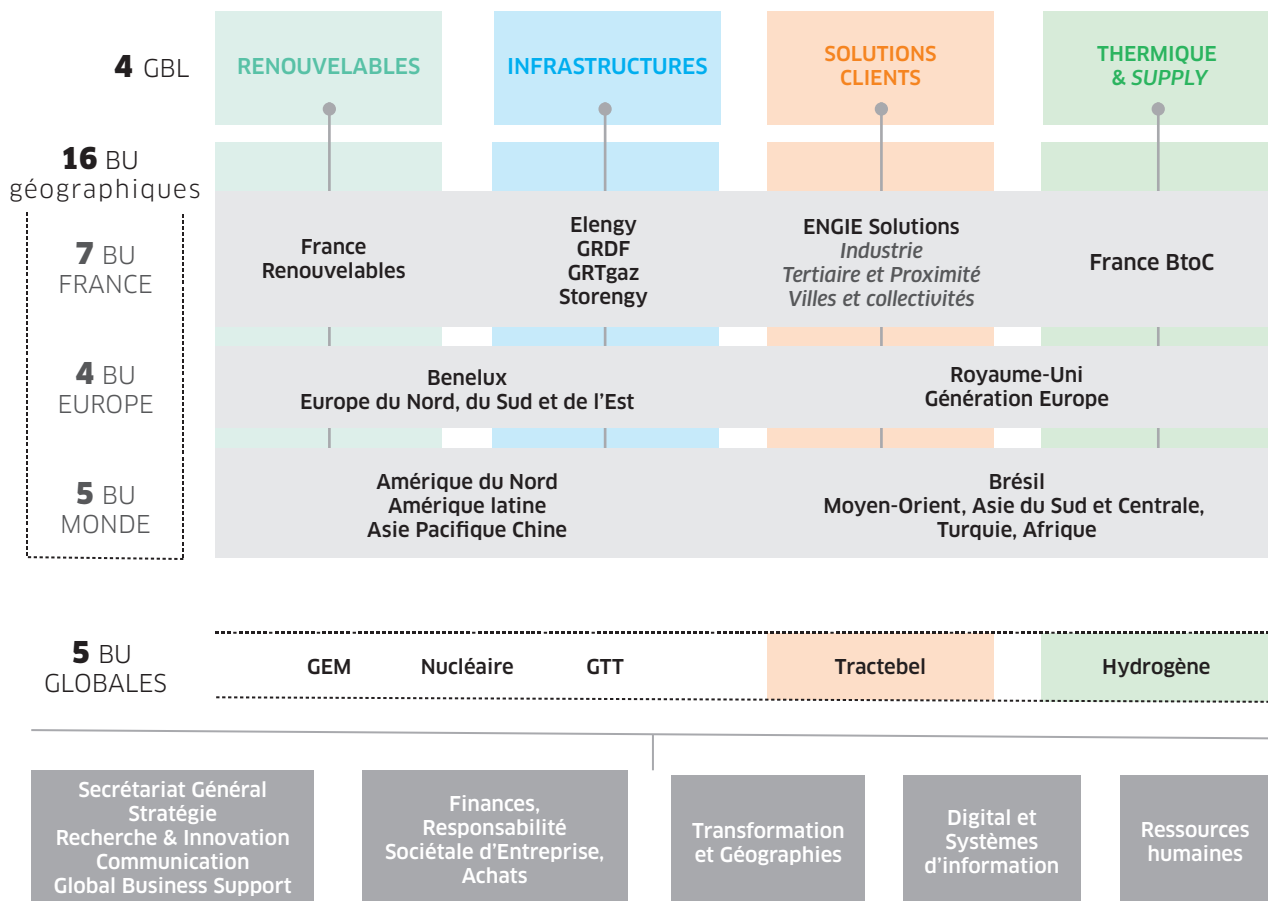 4 GBL
RENOUVELABLES
INFRASTRUCTURES
SOLUTIONS
CLIENTS
THERMIQUE
& SUPPLY
16 BU
géographiques
7 BU
FRANCE
France
Renouvelables
Elengy
GRDF
GRTgaz
Storengy
ENGIE Solutions
Industrie
Tertiaire et Proximité
Villes et collectivités
France BtoC
4 BU
EUROPE
Benelux
Europe du Nord, du Sud et de l’Est
Royaume-Uni
Génération Europe
5 BU
MONDE
Amérique du Nord
Amérique latine
Asie Pacifique Chine
Brésil
Moyen-Orient, Asie du Sud et Centrale,
Turquie, Afrique
5 BU
GLOBALES
GEM
Nucléaire
GTT
Tractebel
Hydrogène
Secrétariat Général
Stratégie
Recherche & Innovation
Communication
Global Business Support
Finances,
Responsabilité
Sociétale d’Entreprise,
Achats
Transformation
et Géographies
Digital et
Systèmes
d’information
Ressources
humaines